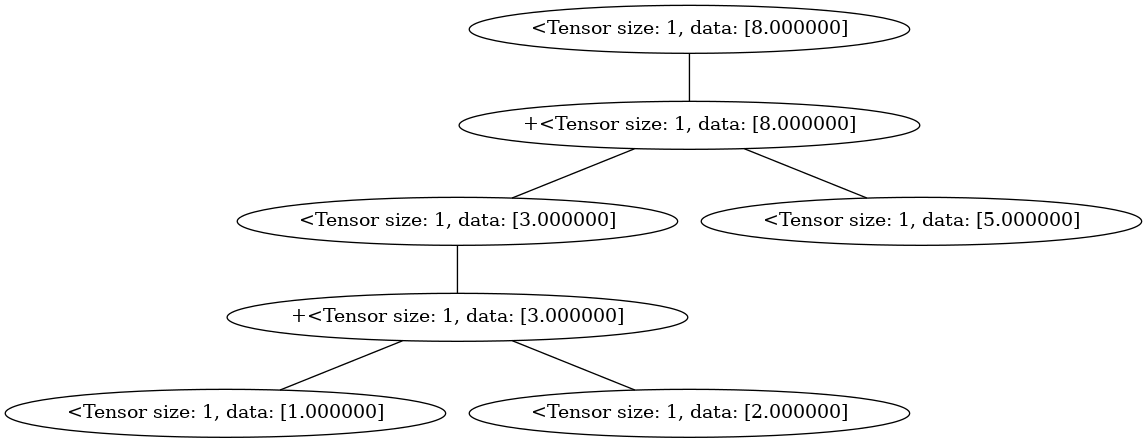 <Tensor size: 1, data: [8.000000]
+<Tensor size: 1, data: [8.000000]
<Tensor size: 1, data: [3.000000]
<Tensor size: 1, data: [5.000000]
+<Tensor size: 1, data: [3.000000]
<Tensor size: 1, data: [1.000000]
<Tensor size: 1, data: [2.000000]